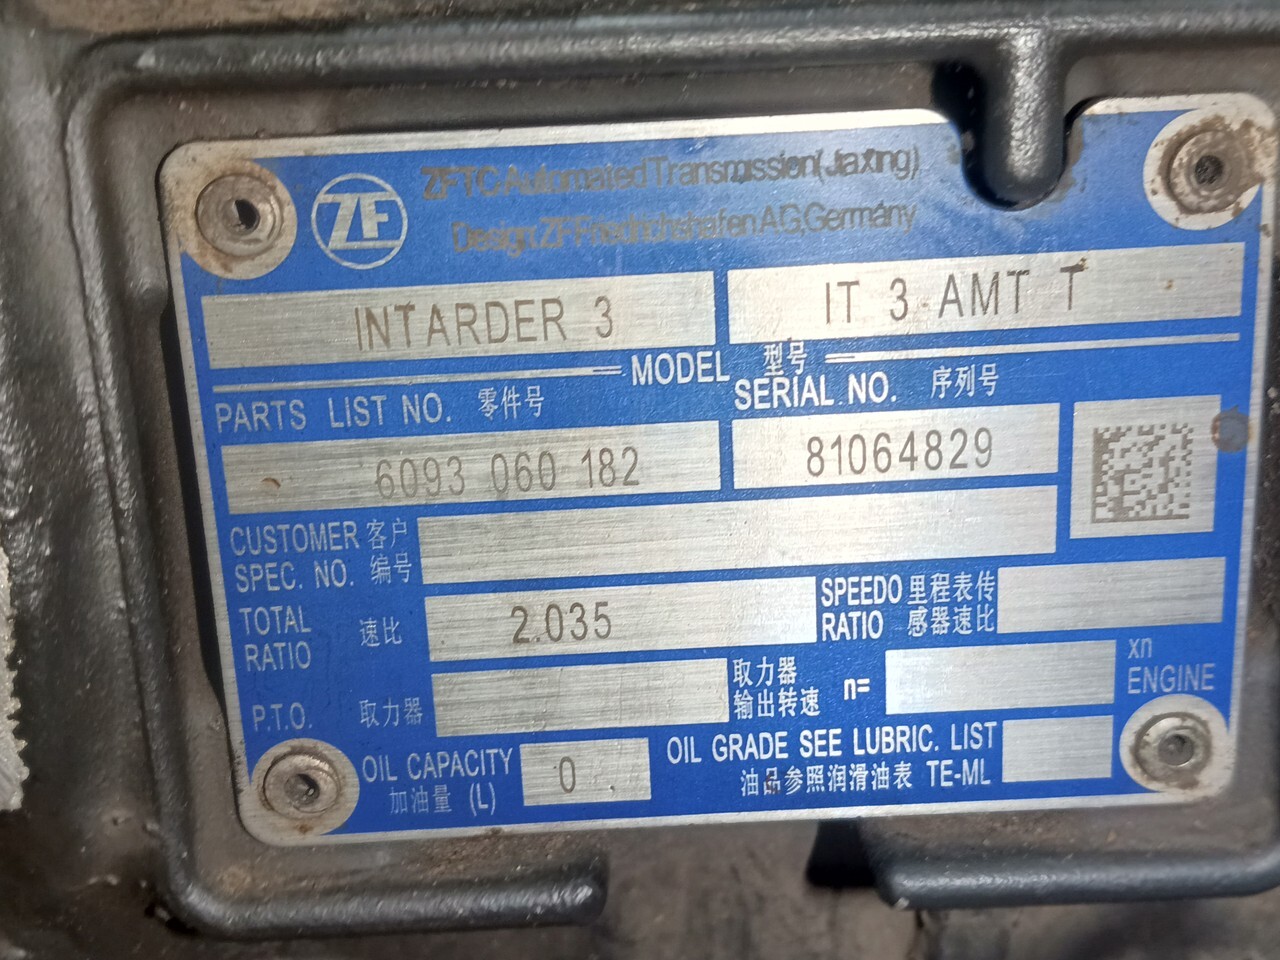 ZF
ZFTC Automated Transmission(Jiaxing)
Design: ZF Friedrichshafen AG, Germany
INTARDER 3
IT 3 AMT T
MODEL 型号
PARTS LIST NO. 零件号
SERIAL NO. 序列号
6093 060 182
81064829
CUSTOMER 客户
SPEC. NO. 编号
TOTAL
RATIO
速比
2.035
SPEEDO 里程表传
RATIO 感器速比
P.T.O. 取力器
取力器
输出转速
n=
xn
ENGINE
OIL CAPACITY
加油量 (L)
0
OIL GRADE SEE LUBRIC. LIST
油品参照润滑油表 TE-ML